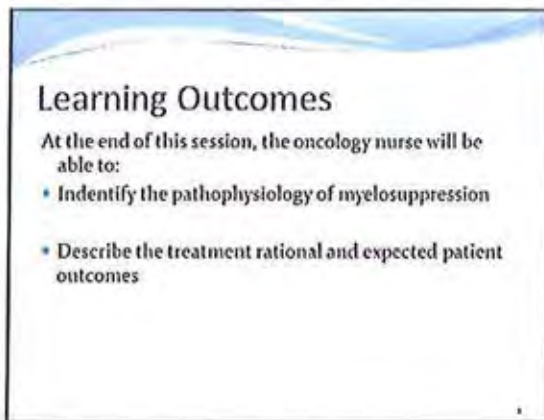 Learning Outcomes
At the end of this session, the oncology nurse will be
able to:
• Indentify the pathophysiology of myelosuppression
• Describe the treatment rational and expected patient
outcomes